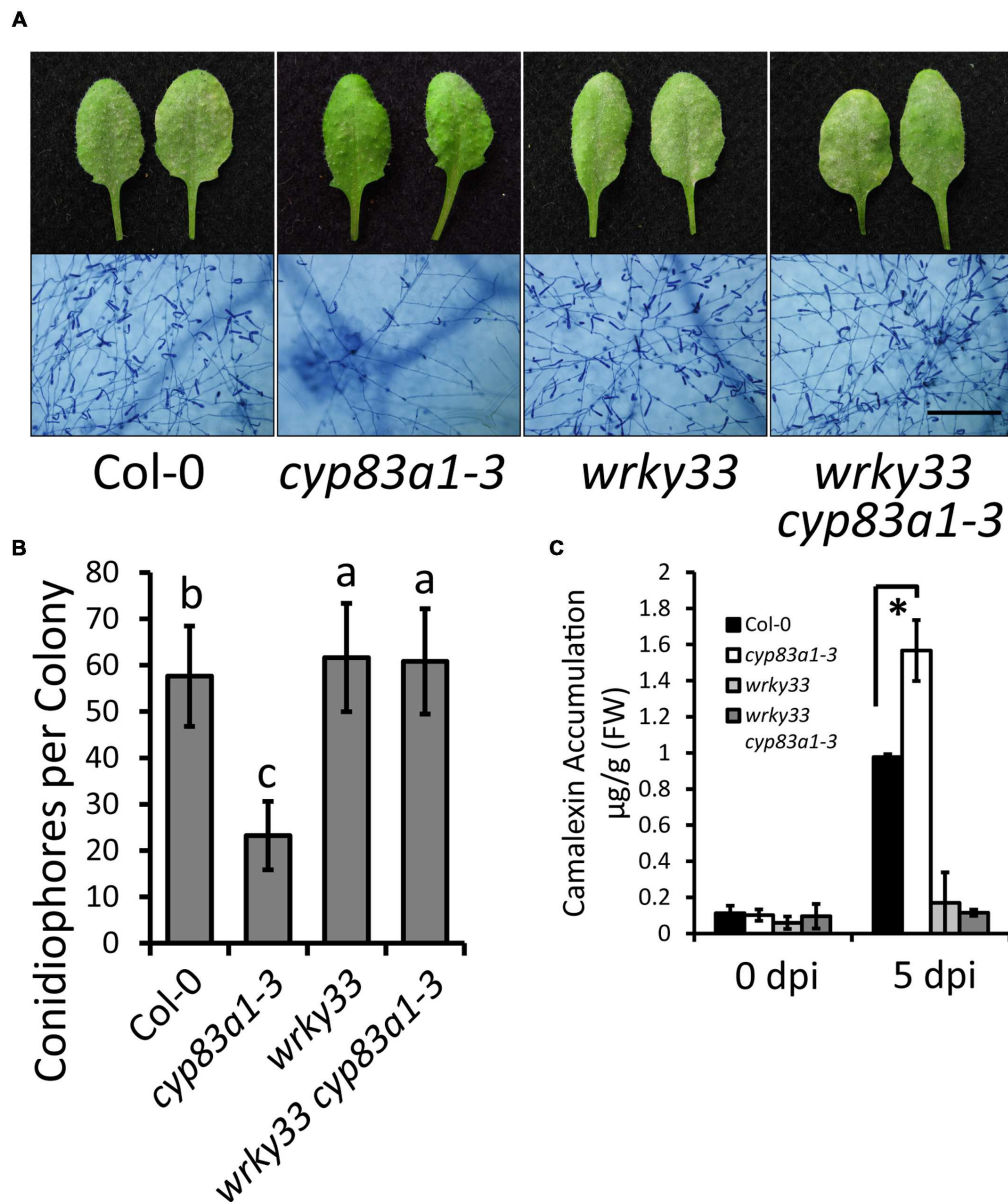 A
Col-0
cyp83a1-3
wrky33
wrky33
cyp83a1-3
B
Conidiophores per Colony
80
70
60
50
40
30
20
10
0
b
c
a
a
Col-0
cyp83a1-3
wrky33
wrky33 cyp83a1-3
C
Camalexin Accumulation
µg/g (FW)
2
1.8
1.6
1.4
1.2
1
0.8
0.6
0.4
0.2
0
Col-0
cyp83a1-3
wrky33
wrky33
cyp83a1-3
*
0 dpi
5 dpi